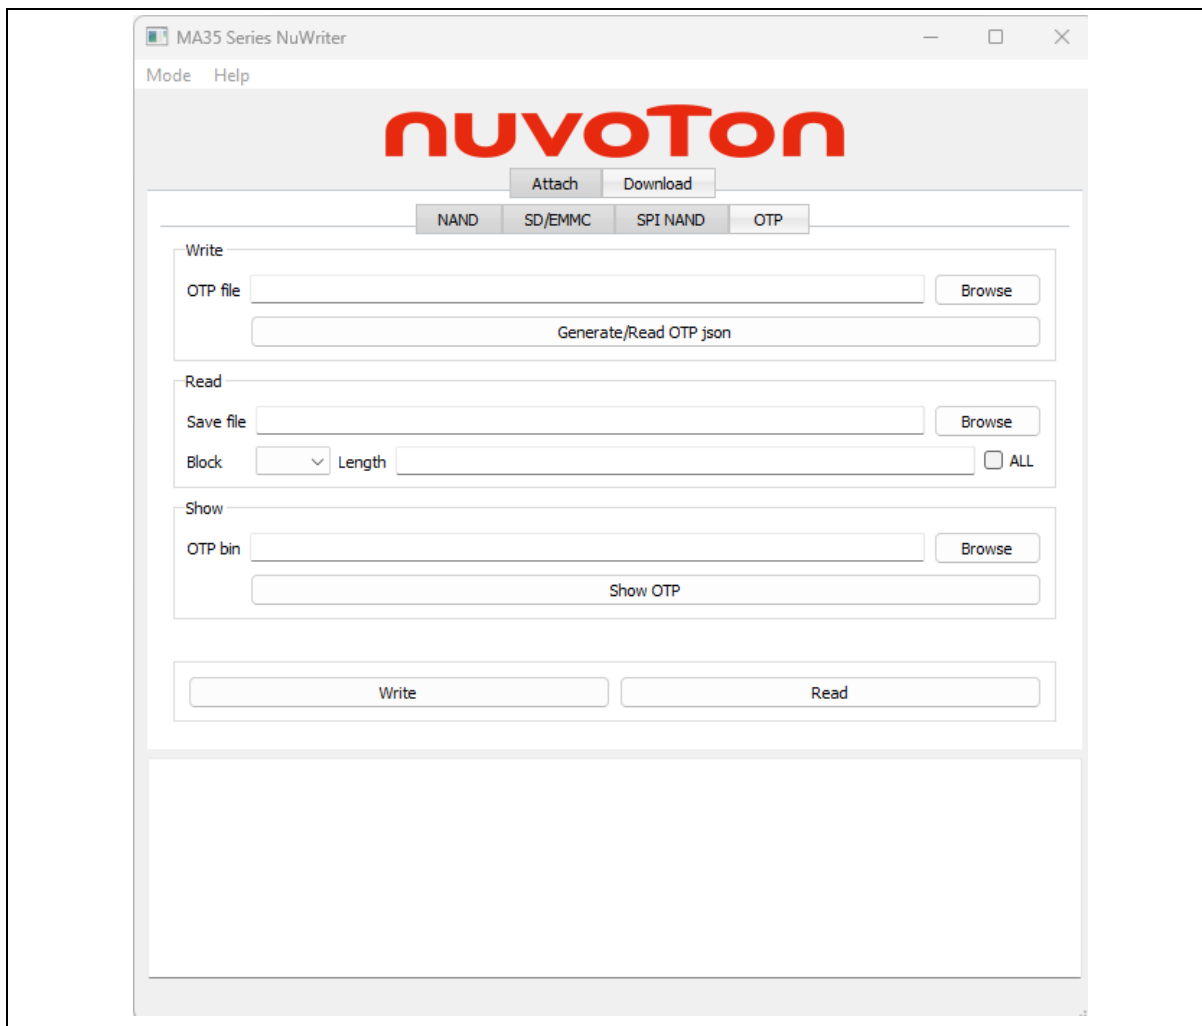 MA35 Series NuWriter
Mode Help
nuvoTon
Attach Download
NAND SD/EMMC SPI NAND OTP
Write
OTP file Browse
Generate/Read OTP json
Read
Save file Browse
Block Length ALL
Show
OTP bin Browse
Show OTP
Write Read